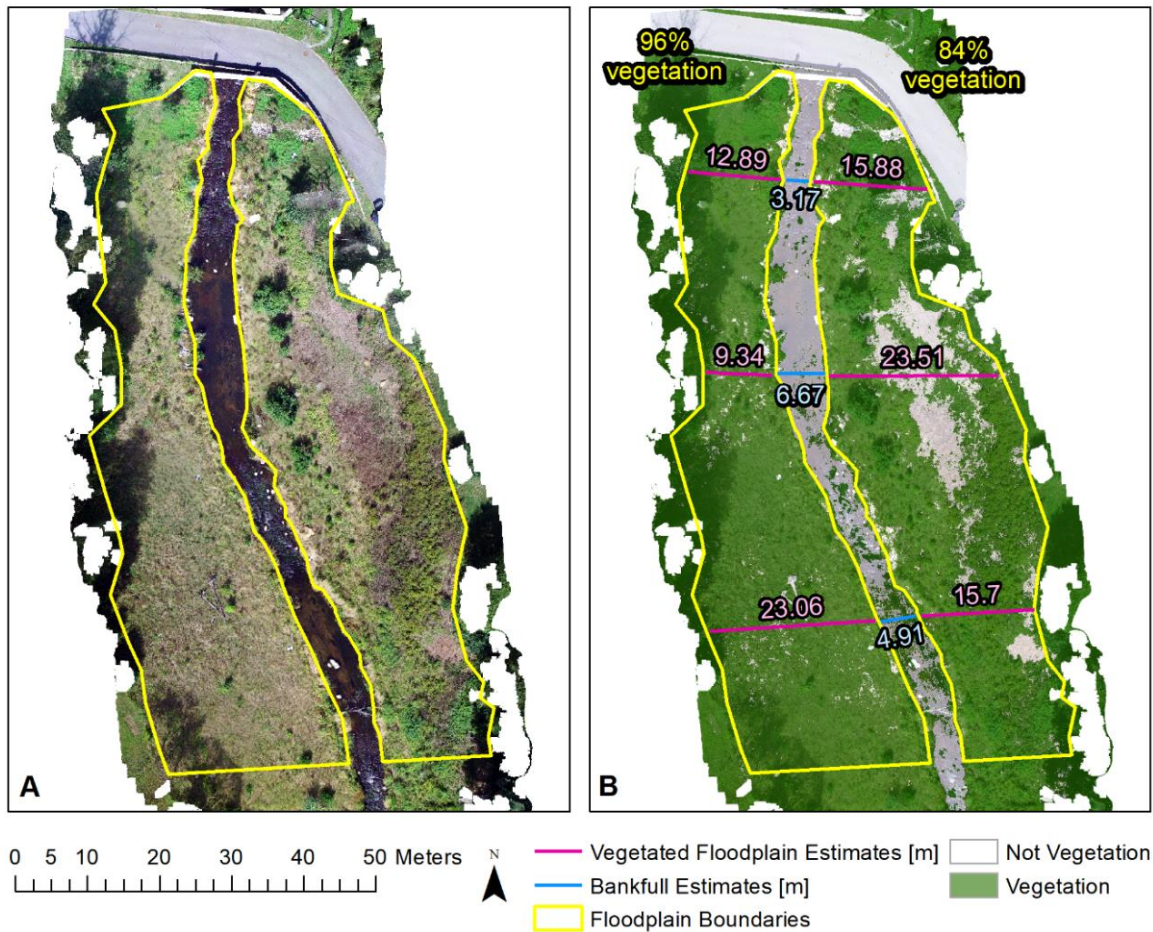 96%
vegetation
84%
vegetation
12.89
15.88
3.17
9.34
23.51
6.67
23.06
15.7
4.91
A
B
0 5 10 20 30 40 50 Meters
N
Vegetated Floodplain Estimates [m]
Bankfull Estimates [m]
Floodplain Boundaries
Not Vegetation
Vegetation